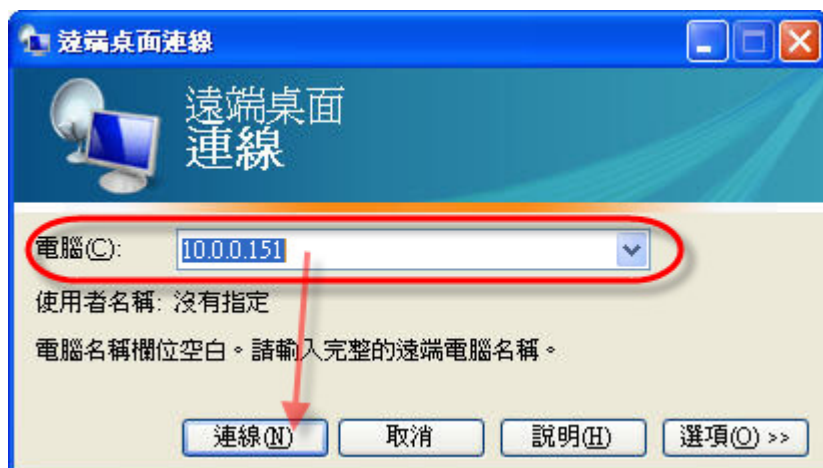 遠端桌面連線
遠端桌面
連線
電腦(C): 10.0.0.151
使用者名稱: 沒有指定
電腦名稱欄位空白。請輸入完整的遠端電腦名稱。
連線(N) 取消 說明(H) 選項(O) >>